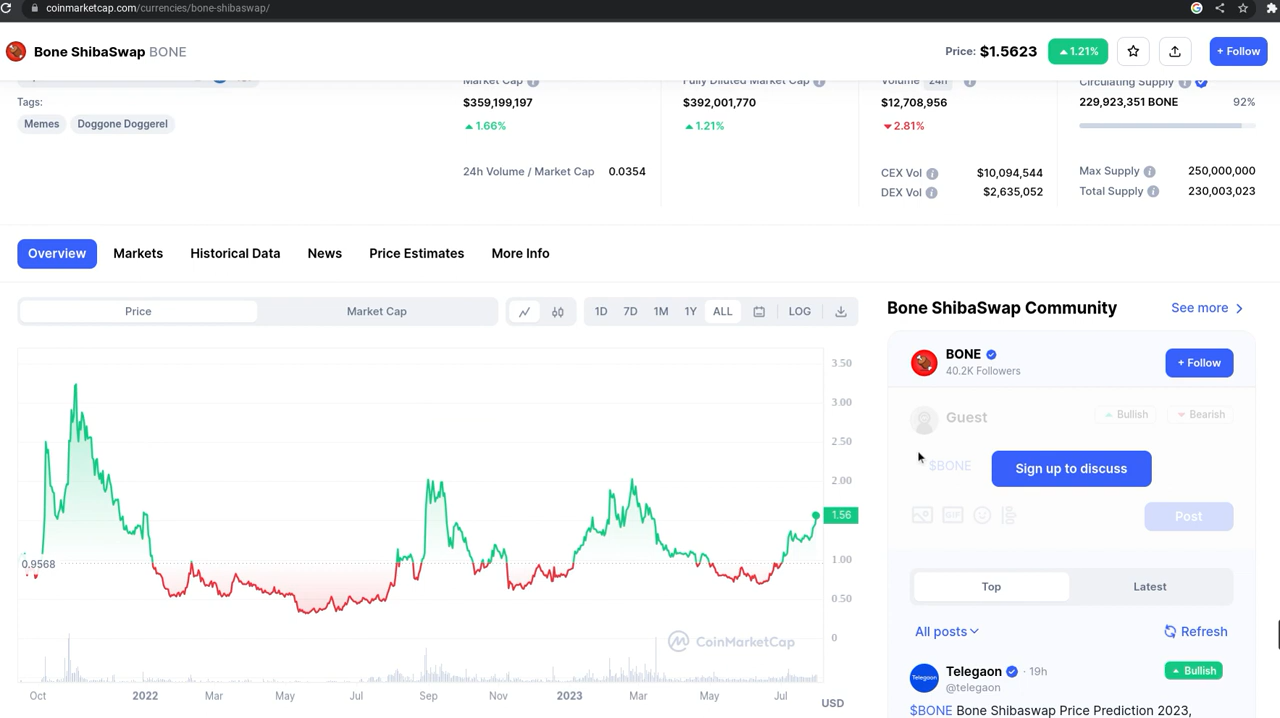 coinmarketcap.com/currencies/bone-shibaswap/
Bone ShibaSwap BONE
Price: $1.5623 1.21% + Follow
Market Cap Fully Diluted Market Cap Volume 24h Circulating Supply
Tags:
Memes Doggone Doggerel
$359,199,197 $392,001,770 $12,708,956 229,923,351 BONE 92%
1.66% 1.21% 2.81%
24h Volume / Market Cap 0.0354
CEX Vol $10,094,544
DEX Vol $2,635,052
Max Supply 250,000,000
Total Supply 230,003,023
Overview Markets Historical Data News Price Estimates More Info
Price Market Cap 1D 7D 1M 1Y ALL LOG
3.50
3.00
2.50
2.00
1.56
1.00
0.50
0
0.9568
CoinMarketCap
Oct 2022 Mar May Jul Sep Nov 2023 Mar May Jul
USD
Bone ShibaSwap Community See more
BONE
40.2K Followers
+ Follow
Guest Bullish Bearish
$BONE
Sign up to discuss
GIF
Post
Top Latest
All posts Refresh
Telegaon
Telegaon · 19h Bullish
@telegaon
$BONE Bone Shibaswap Price Prediction 2023,